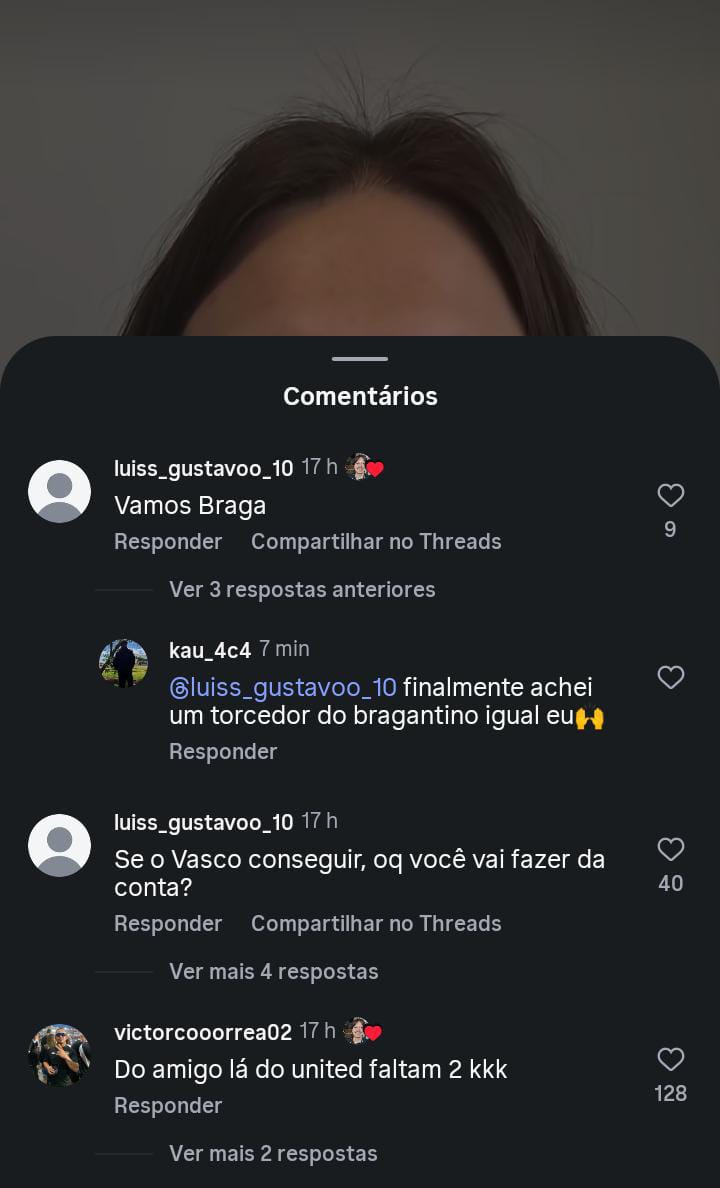 Comentários
luiss_gustavoo_10 17 h
Vamos Braga
9
Responder Compartilhar no Threads
Ver 3 respostas anteriores
kau_4c4 7 min
@luiss_gustavoo_10 finalmente achei
um torcedor do bragantino igual eu🙌
Responder
luiss_gustavoo_10 17 h
Se o Vasco conseguir, oq você vai fazer da
conta?
40
Responder Compartilhar no Threads
Ver mais 4 respostas
victorcooorrea02 17 h
Do amigo lá do united faltam 2 kkk
128
Responder
Ver mais 2 respostas